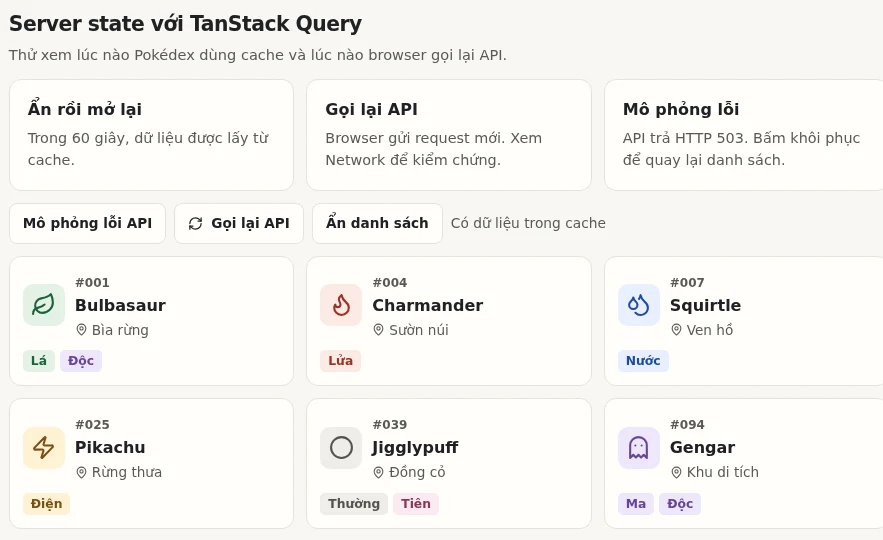 Server state với TanStack Query
Thử xem lúc nào Pokédex dùng cache và lúc nào browser gọi lại API.
Ẩn rồi mở lại
Trong 60 giây, dữ liệu được lấy từ
cache.
Gọi lại API
Browser gửi request mới. Xem
Network để kiểm chứng.
Mô phỏng lỗi
API trả HTTP 503. Bấm khôi phục
để quay lại danh sách.
Mô phỏng lỗi API
Gọi lại API
Ẩn danh sách
Có dữ liệu trong cache
#001
Bulbasaur
Bìa rừng
Lá
Độc
#004
Charmander
Sườn núi
Lửa
#007
Squirtle
Ven hồ
Nước
#025
Pikachu
Rừng thưa
Điện
#039
Jigglypuff
Đồng cỏ
Thường
Tiên
#094
Gengar
Khu di tích
Ma
Độc